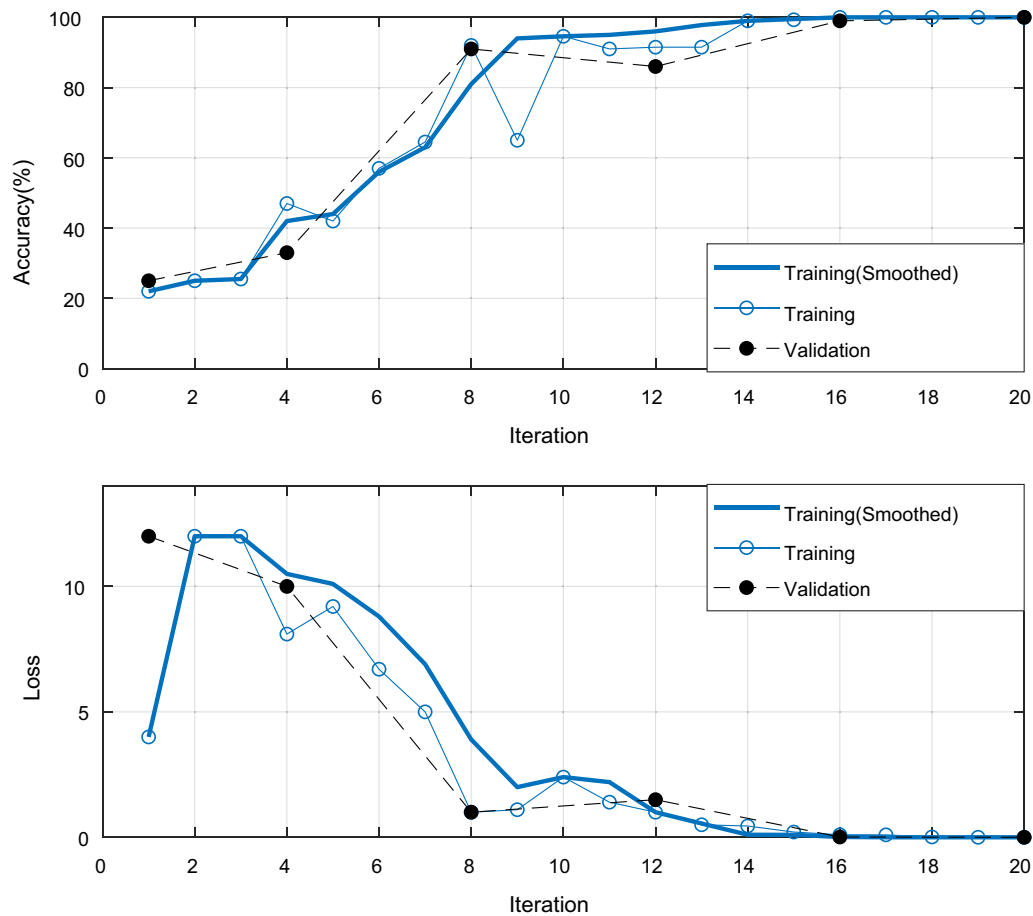 100
80
60
40
20
0
Accuracy(%)
Training(Smoothed)
Training
Validation
0 2 4 6 8 10 12 14 16 18 20
Iteration
10
5
0
Loss
Training(Smoothed)
Training
Validation
0 2 4 6 8 10 12 14 16 18 20
Iteration